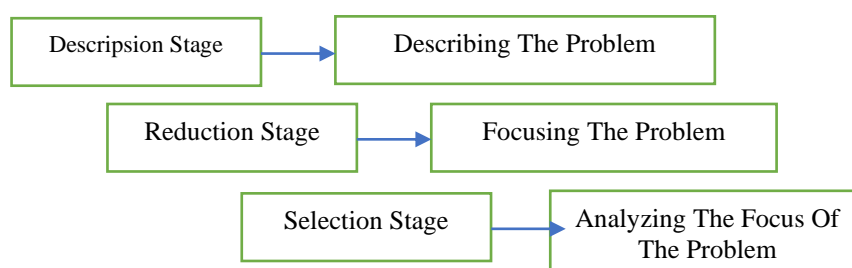 Descripsion Stage
Describing The Problem
Reduction Stage
Focusing The Problem
Selection Stage
Analyzing The Focus Of
The Problem